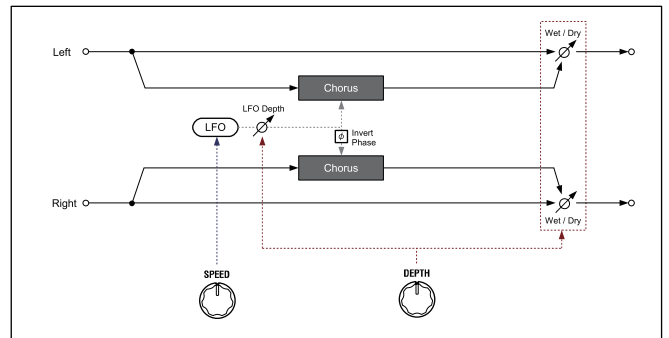 Wet / Dry
Left
Chorus
LFO Depth
LFO
ϕ
Invert
Phase
Chorus
Right
Wet / Dry
SPEED
DEPTH